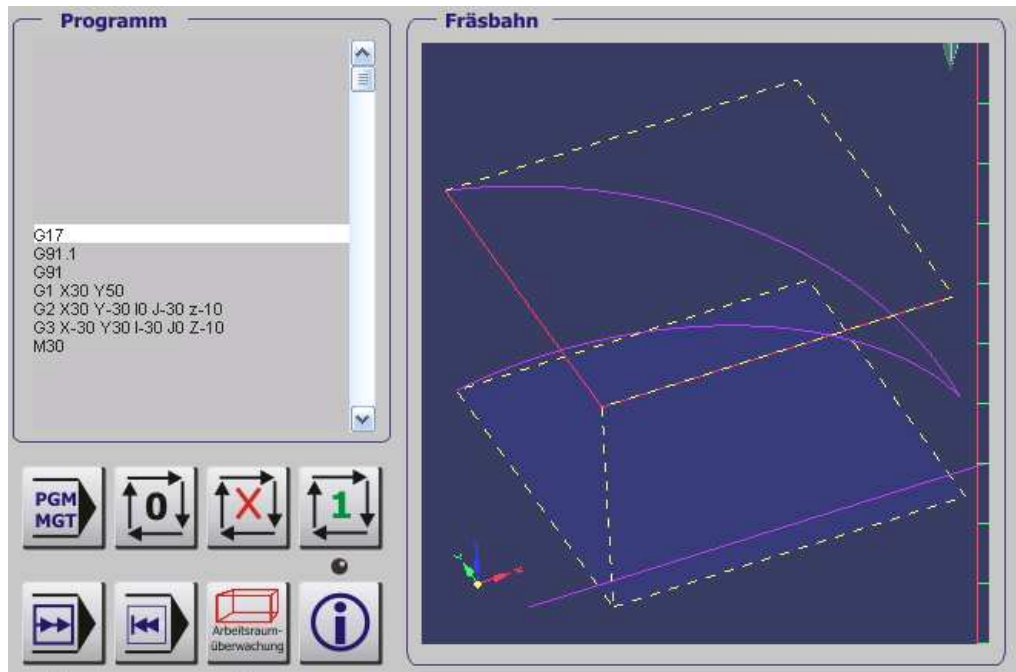 Programm
Fräsbahn
G17
G91.1
G91
G1 X30 Y50
G2 X30 Y-30 I0 J-30 z-10
G3 X-30 Y30 I-30 J0 Z-10
M30
PGM
MGT
0
X
1
Arbeitsraum-
überwachung
i